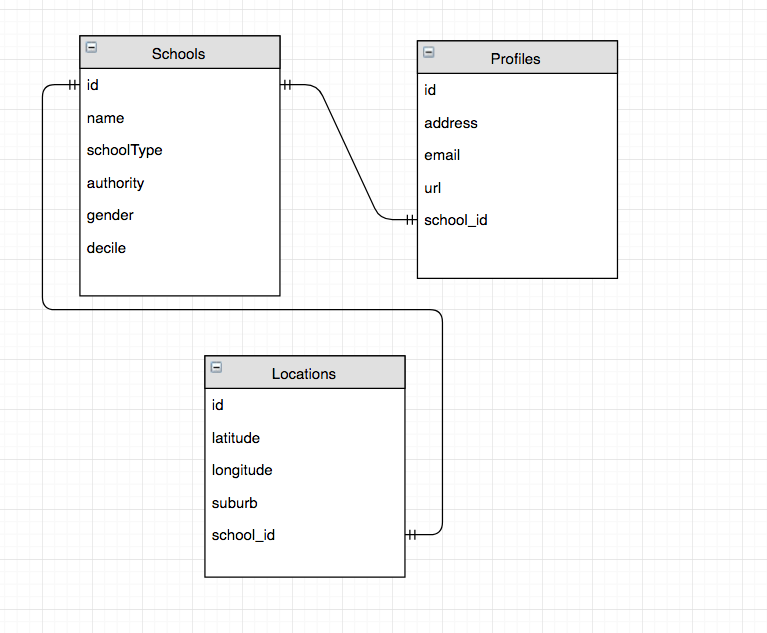 Schools
id
name
schoolType
authority
gender
decile
Profiles
id
address
email
url
school_id
Locations
id
latitude
longitude
suburb
school_id